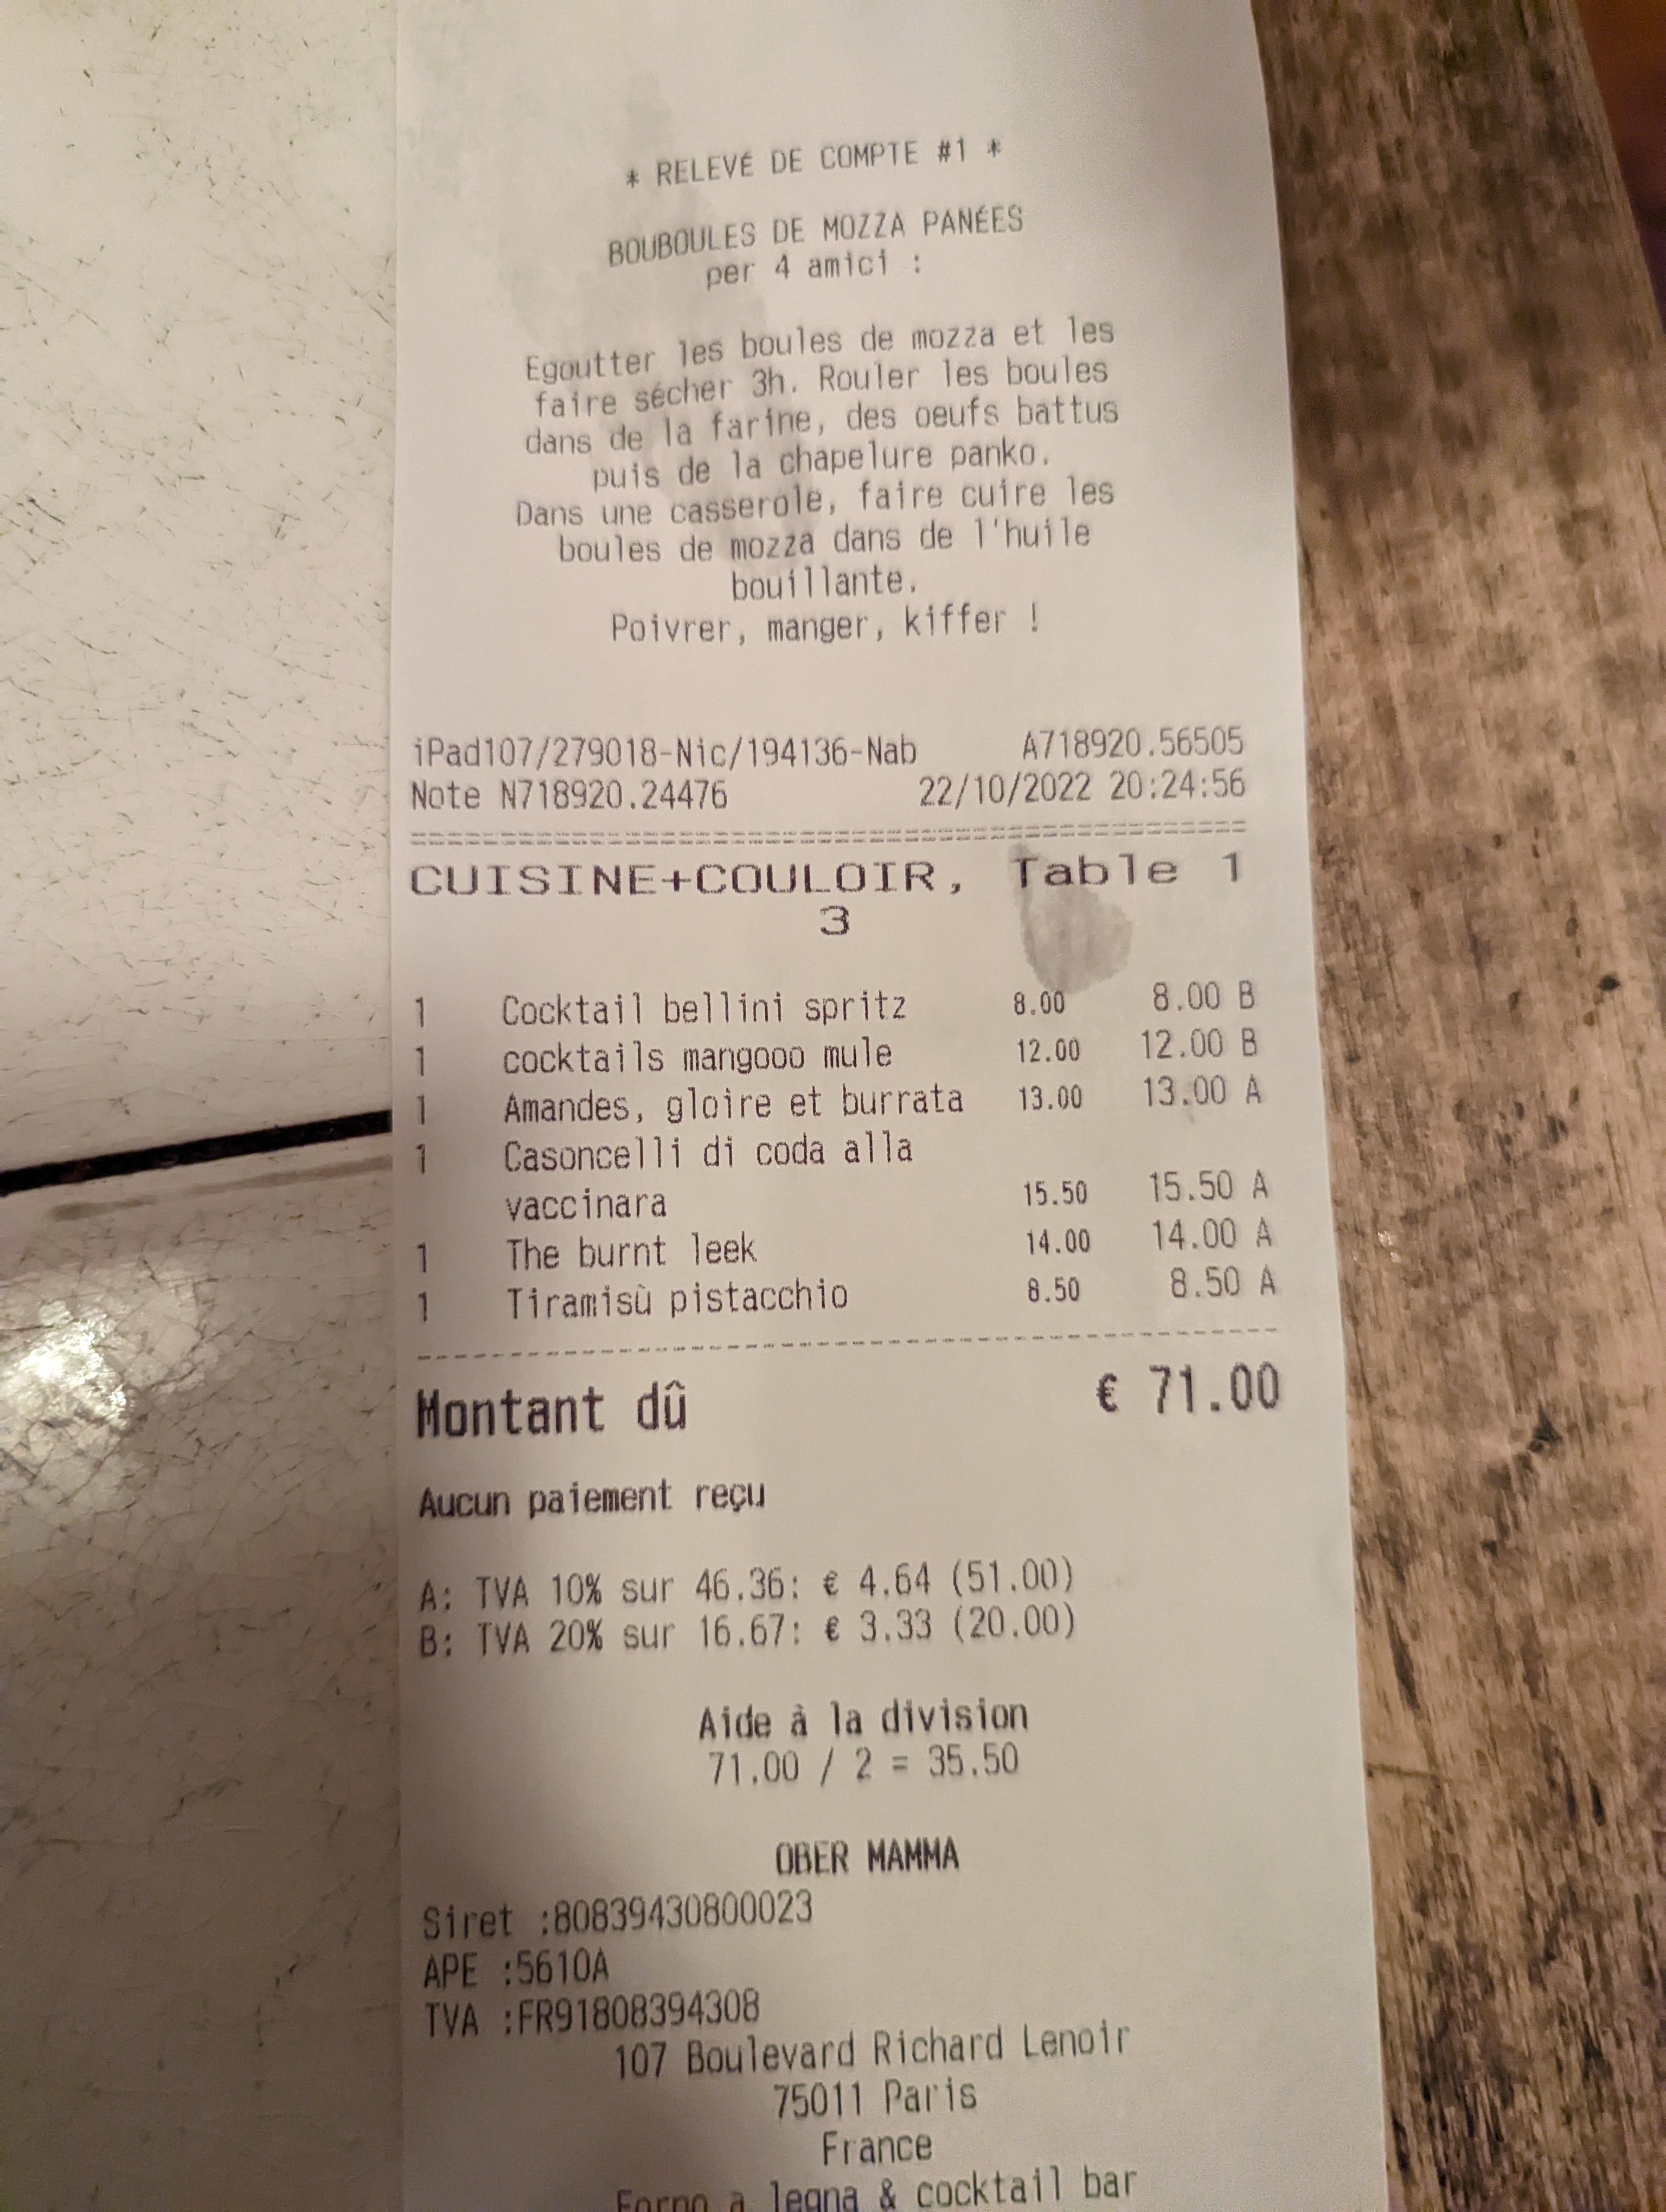 * RELEVÉ DE COMPTE #1 *
BOUBOULES DE MOZZA PANÉES
per 4 amici :
Egoutter les boules de mozza et les
faire sécher 3h. Rouler les boules
dans de la farine, des oeufs battus
puis de la chapelure panko.
Dans une casserole, faire cuire les
boules de mozza dans de l'huile
bouillante.
Poivrer, manger, kiffer !
iPad107/279018-Nic/194136-Nab A718920.56505
Note N718920.24476 22/10/2022 20:24:56
CUISINE+COULOIR, Table 1
3
1 Cocktail bellini spritz 8.00 8.00 B
1 cocktails mangooo mule 12.00 12.00 B
1 Amandes, gloire et burrata 13.00 13.00 A
1 Casoncelli di coda alla
vaccinara 15.50 15.50 A
1 The burnt leek 14.00 14.00 A
1 Tiramisù pistacchio 8.50 8.50 A
Montant dû € 71.00
Aucun paiement reçu
A: TVA 10% sur 46.36: € 4.64 (51.00)
B: TVA 20% sur 16.67: € 3.33 (20.00)
Aide à la division
71.00 / 2 = 35.50
OBER MAMMA
Siret :80839430800023
APE :5610A
TVA :FR91808394308
107 Boulevard Richard Lenoir
75011 Paris
France
Forno a legna & cocktail bar